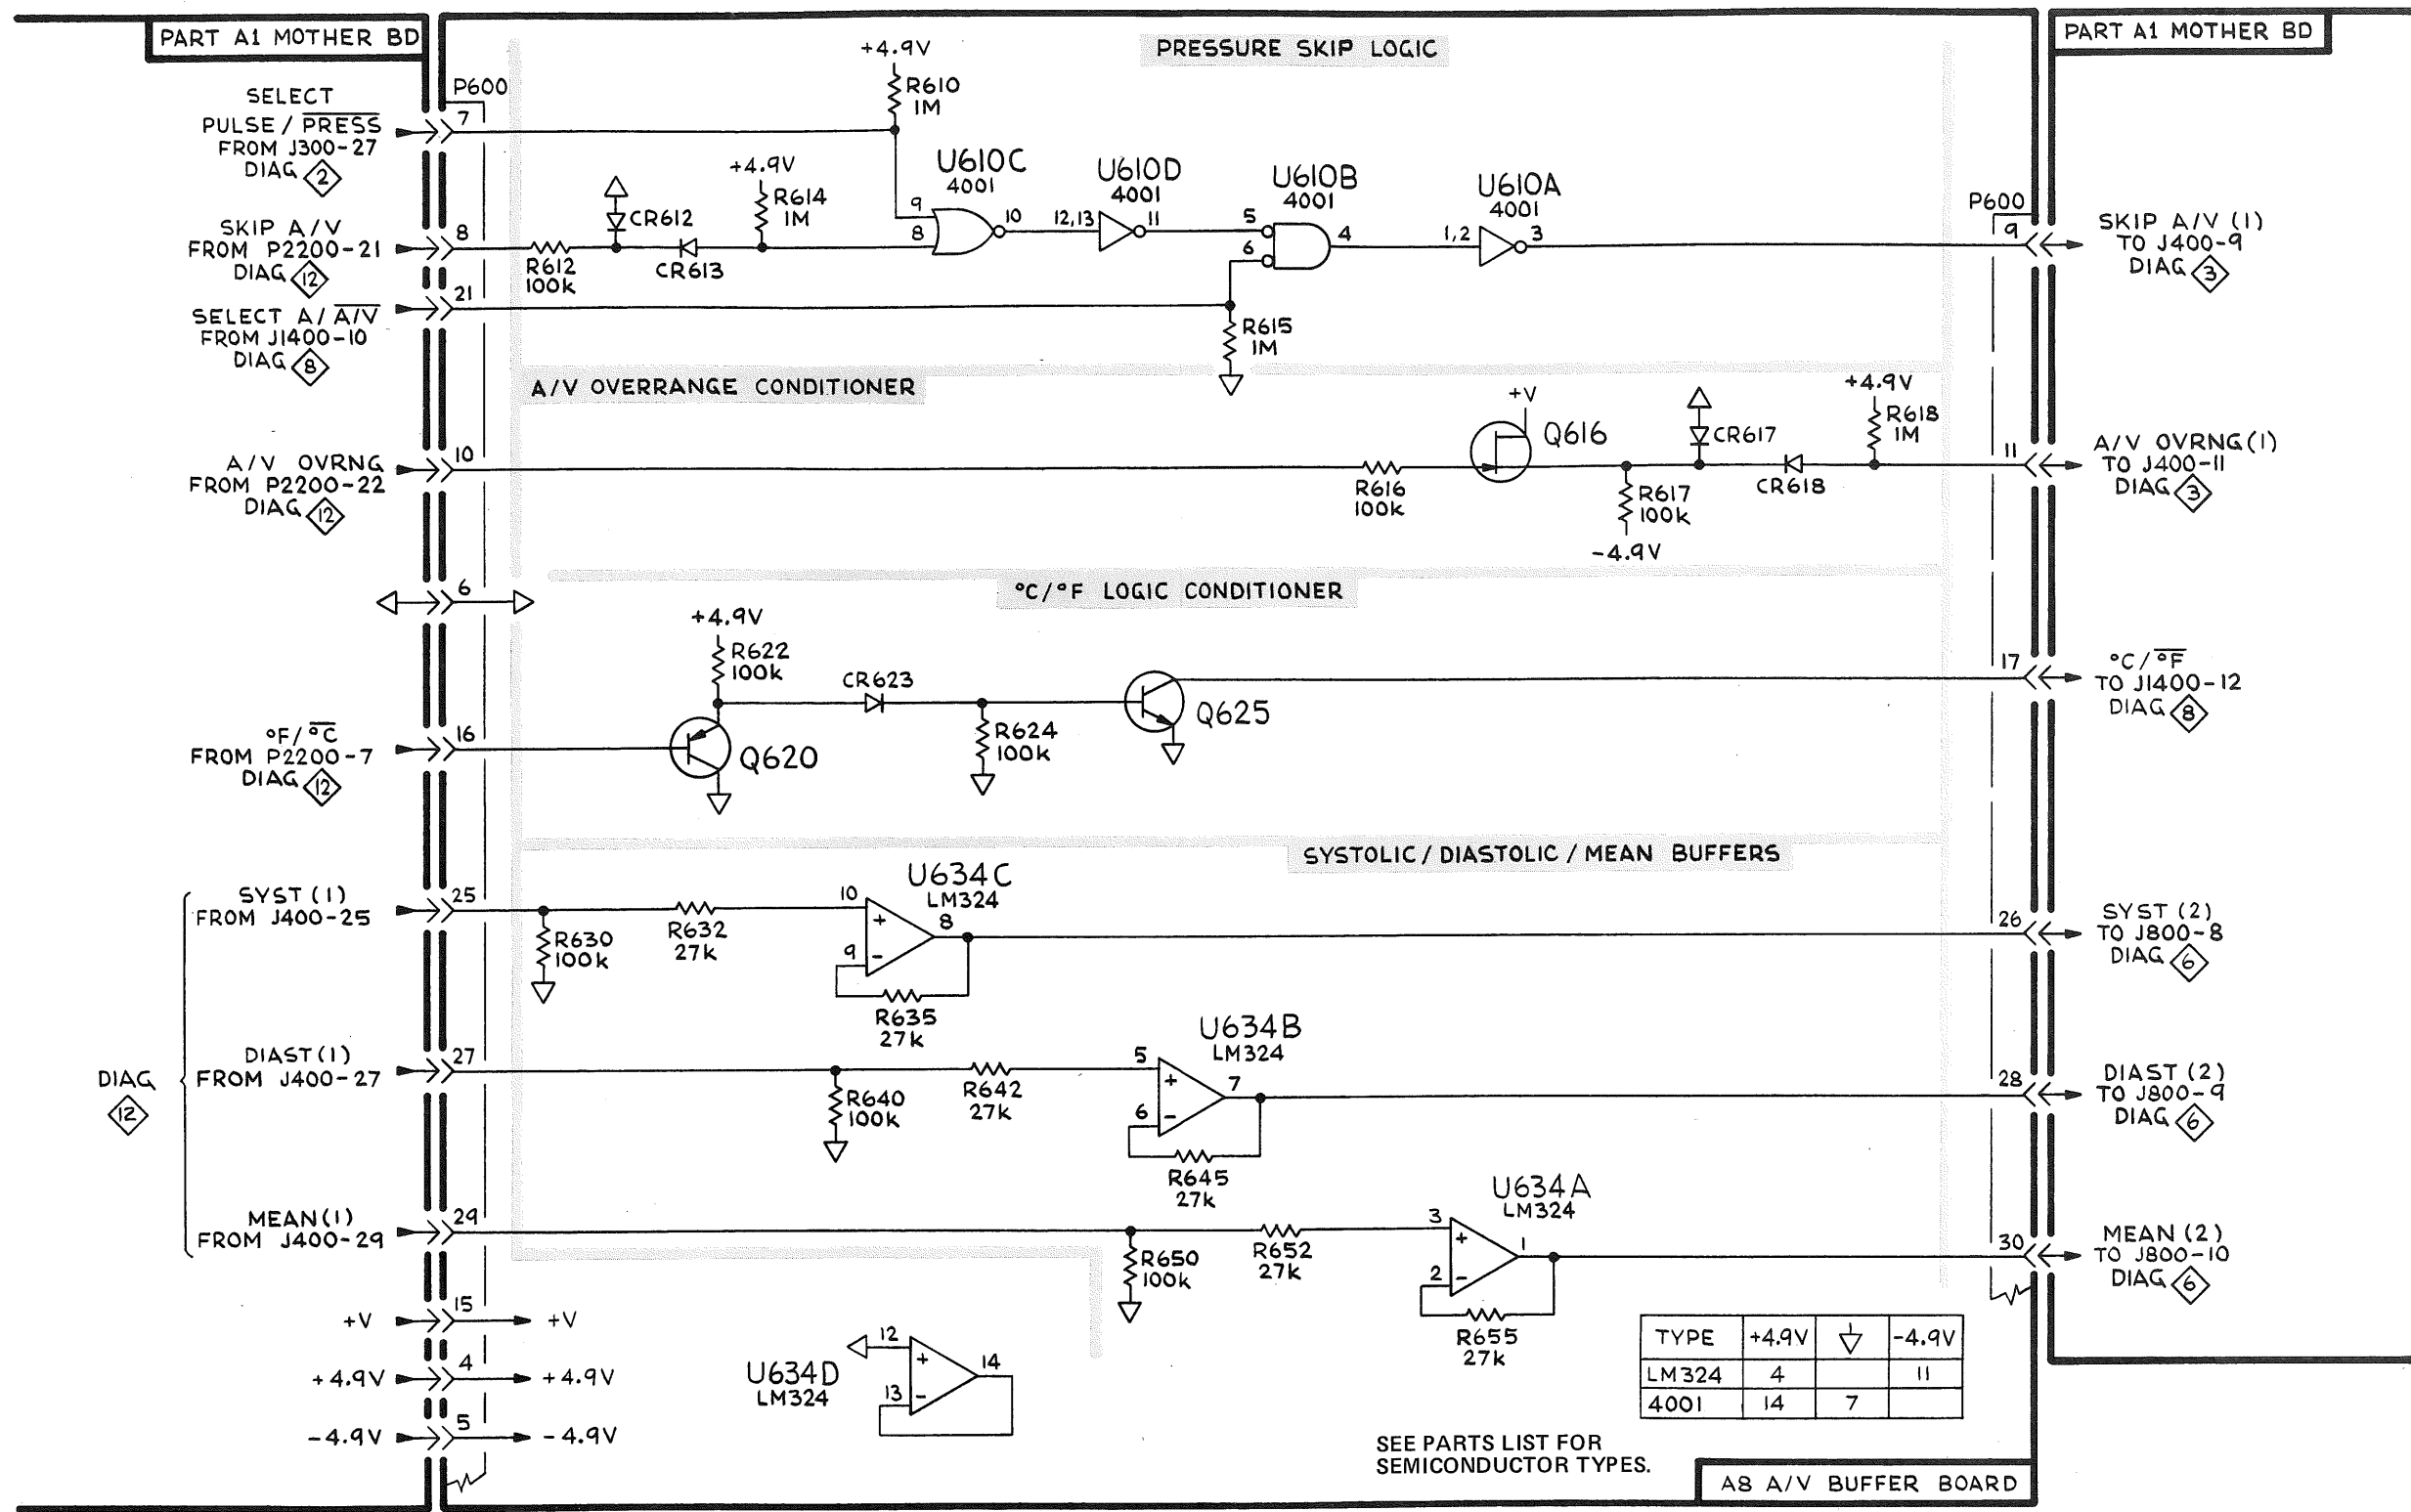 PART A1 MOTHER BD
PRESSURE SKIP LOGIC
PART A1 MOTHER BD
P600
SELECT
PULSE / PRESS
FROM J300-27
DIAG 2
7
+4.9V
R610
1M
SKIP A/V
FROM P2200-21
DIAG 12
8
R612
100k
CR612
CR613
+4.9V
R614
1M
U610C
4001
9
8
10
U610D
4001
12,13
11
U610B
4001
5
6
4
U610A
4001
1,2
3
P600
9
SKIP A/V (1)
TO J400-9
DIAG 3
SELECT A/A/V
FROM J1400-10
DIAG 8
21
R615
1M
A/V OVERRANGE CONDITIONER
A/V OVRNG
FROM P2200-22
DIAG 12
10
R616
100k
+V
Q616
R617
100k
-4.9V
CR617
CR618
+4.9V
R618
1M
11
A/V OVRNG(1)
TO J400-11
DIAG 3
6
°C/°F LOGIC CONDITIONER
°F/°C
FROM P2200-7
DIAG 12
16
+4.9V
R622
100k
Q620
CR623
R624
100k
Q625
17
°C/°F
TO J1400-12
DIAG 8
SYSTOLIC/DIASTOLIC/MEAN BUFFERS
DIAG
12
SYST(1)
FROM J400-25
25
R630
100k
R632
27k
U634C
LM324
10
+
9
-
8
R635
27k
26
SYST(2)
TO J800-8
DIAG 6
DIAST(1)
FROM J400-27
27
R640
100k
R642
27k
U634B
LM324
5
+
6
-
7
R645
27k
28
DIAST(2)
TO J800-9
DIAG 6
MEAN(1)
FROM J400-29
29
R650
100k
R652
27k
U634A
LM324
3
+
2
-
1
R655
27k
30
MEAN(2)
TO J800-10
DIAG 6
+V 15 +V
+4.9V 4 +4.9V
-4.9V 5 -4.9V
U634D
LM324
12
+
13
-
14
TYPE +4.9V -4.9V
LM324 4 11
4001 14 7
SEE PARTS LIST FOR
SEMICONDUCTOR TYPES.
A8 A/V BUFFER BOARD